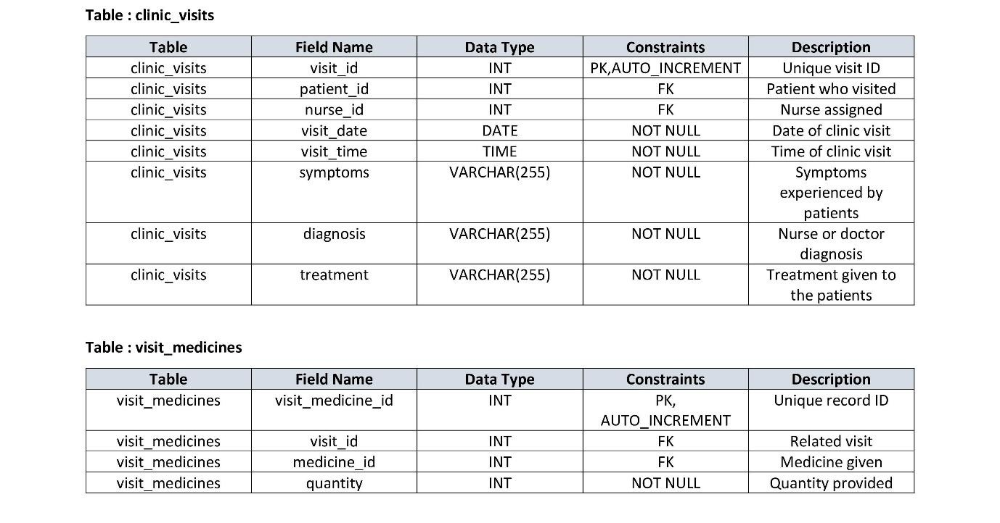 Table : clinic_visits
Table Field Name Data Type Constraints Description
clinic_visits visit_id INT PK,AUTO_INCREMENT Unique visit ID
clinic_visits patient_id INT FK Patient who visited
clinic_visits nurse_id INT FK Nurse assigned
clinic_visits visit_date DATE NOT NULL Date of clinic visit
clinic_visits visit_time TIME NOT NULL Time of clinic visit
clinic_visits symptoms VARCHAR(255) NOT NULL Symptoms
experienced by
patients
clinic_visits diagnosis VARCHAR(255) NOT NULL Nurse or doctor
diagnosis
clinic_visits treatment VARCHAR(255) NOT NULL Treatment given to
the patients
Table : visit_medicines
Table Field Name Data Type Constraints Description
visit_medicines visit_medicine_id INT PK, Unique record ID
AUTO_INCREMENT
visit_medicines visit_id INT FK Related visit
visit_medicines medicine_id INT FK Medicine given
visit_medicines quantity INT NOT NULL Quantity provided